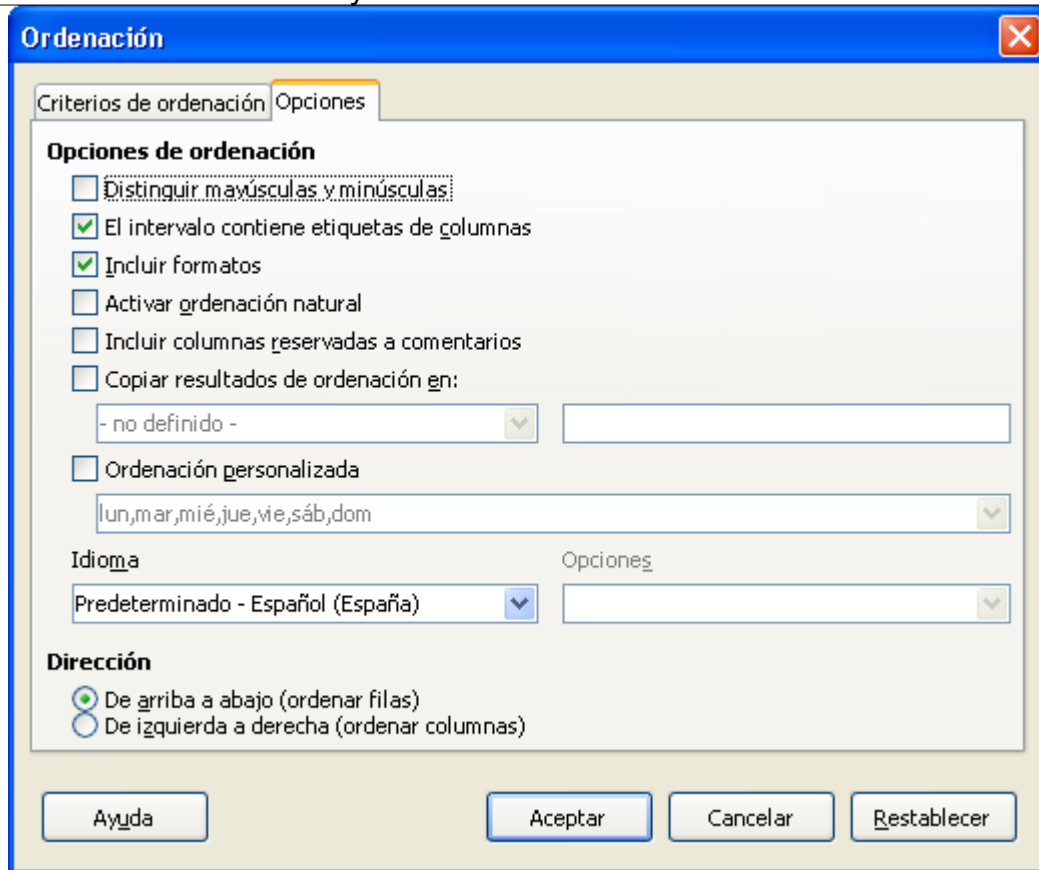 Ordenación
Criterios de ordenación Opciones
Opciones de ordenación
Distinguir mayúsculas y minúsculas
El intervalo contiene etiquetas de columnas
Incluir formatos
Activar ordenación natural
Incluir columnas reservadas a comentarios
Copiar resultados de ordenación en:
- no definido -
Ordenación personalizada
lun,mar,mié,jue,vie,sáb,dom
Idioma Opciones
Predeterminado - Español (España)
Dirección
De arriba a abajo (ordenar filas)
De izquierda a derecha (ordenar columnas)
Ayuda Aceptar Cancelar Restablecer